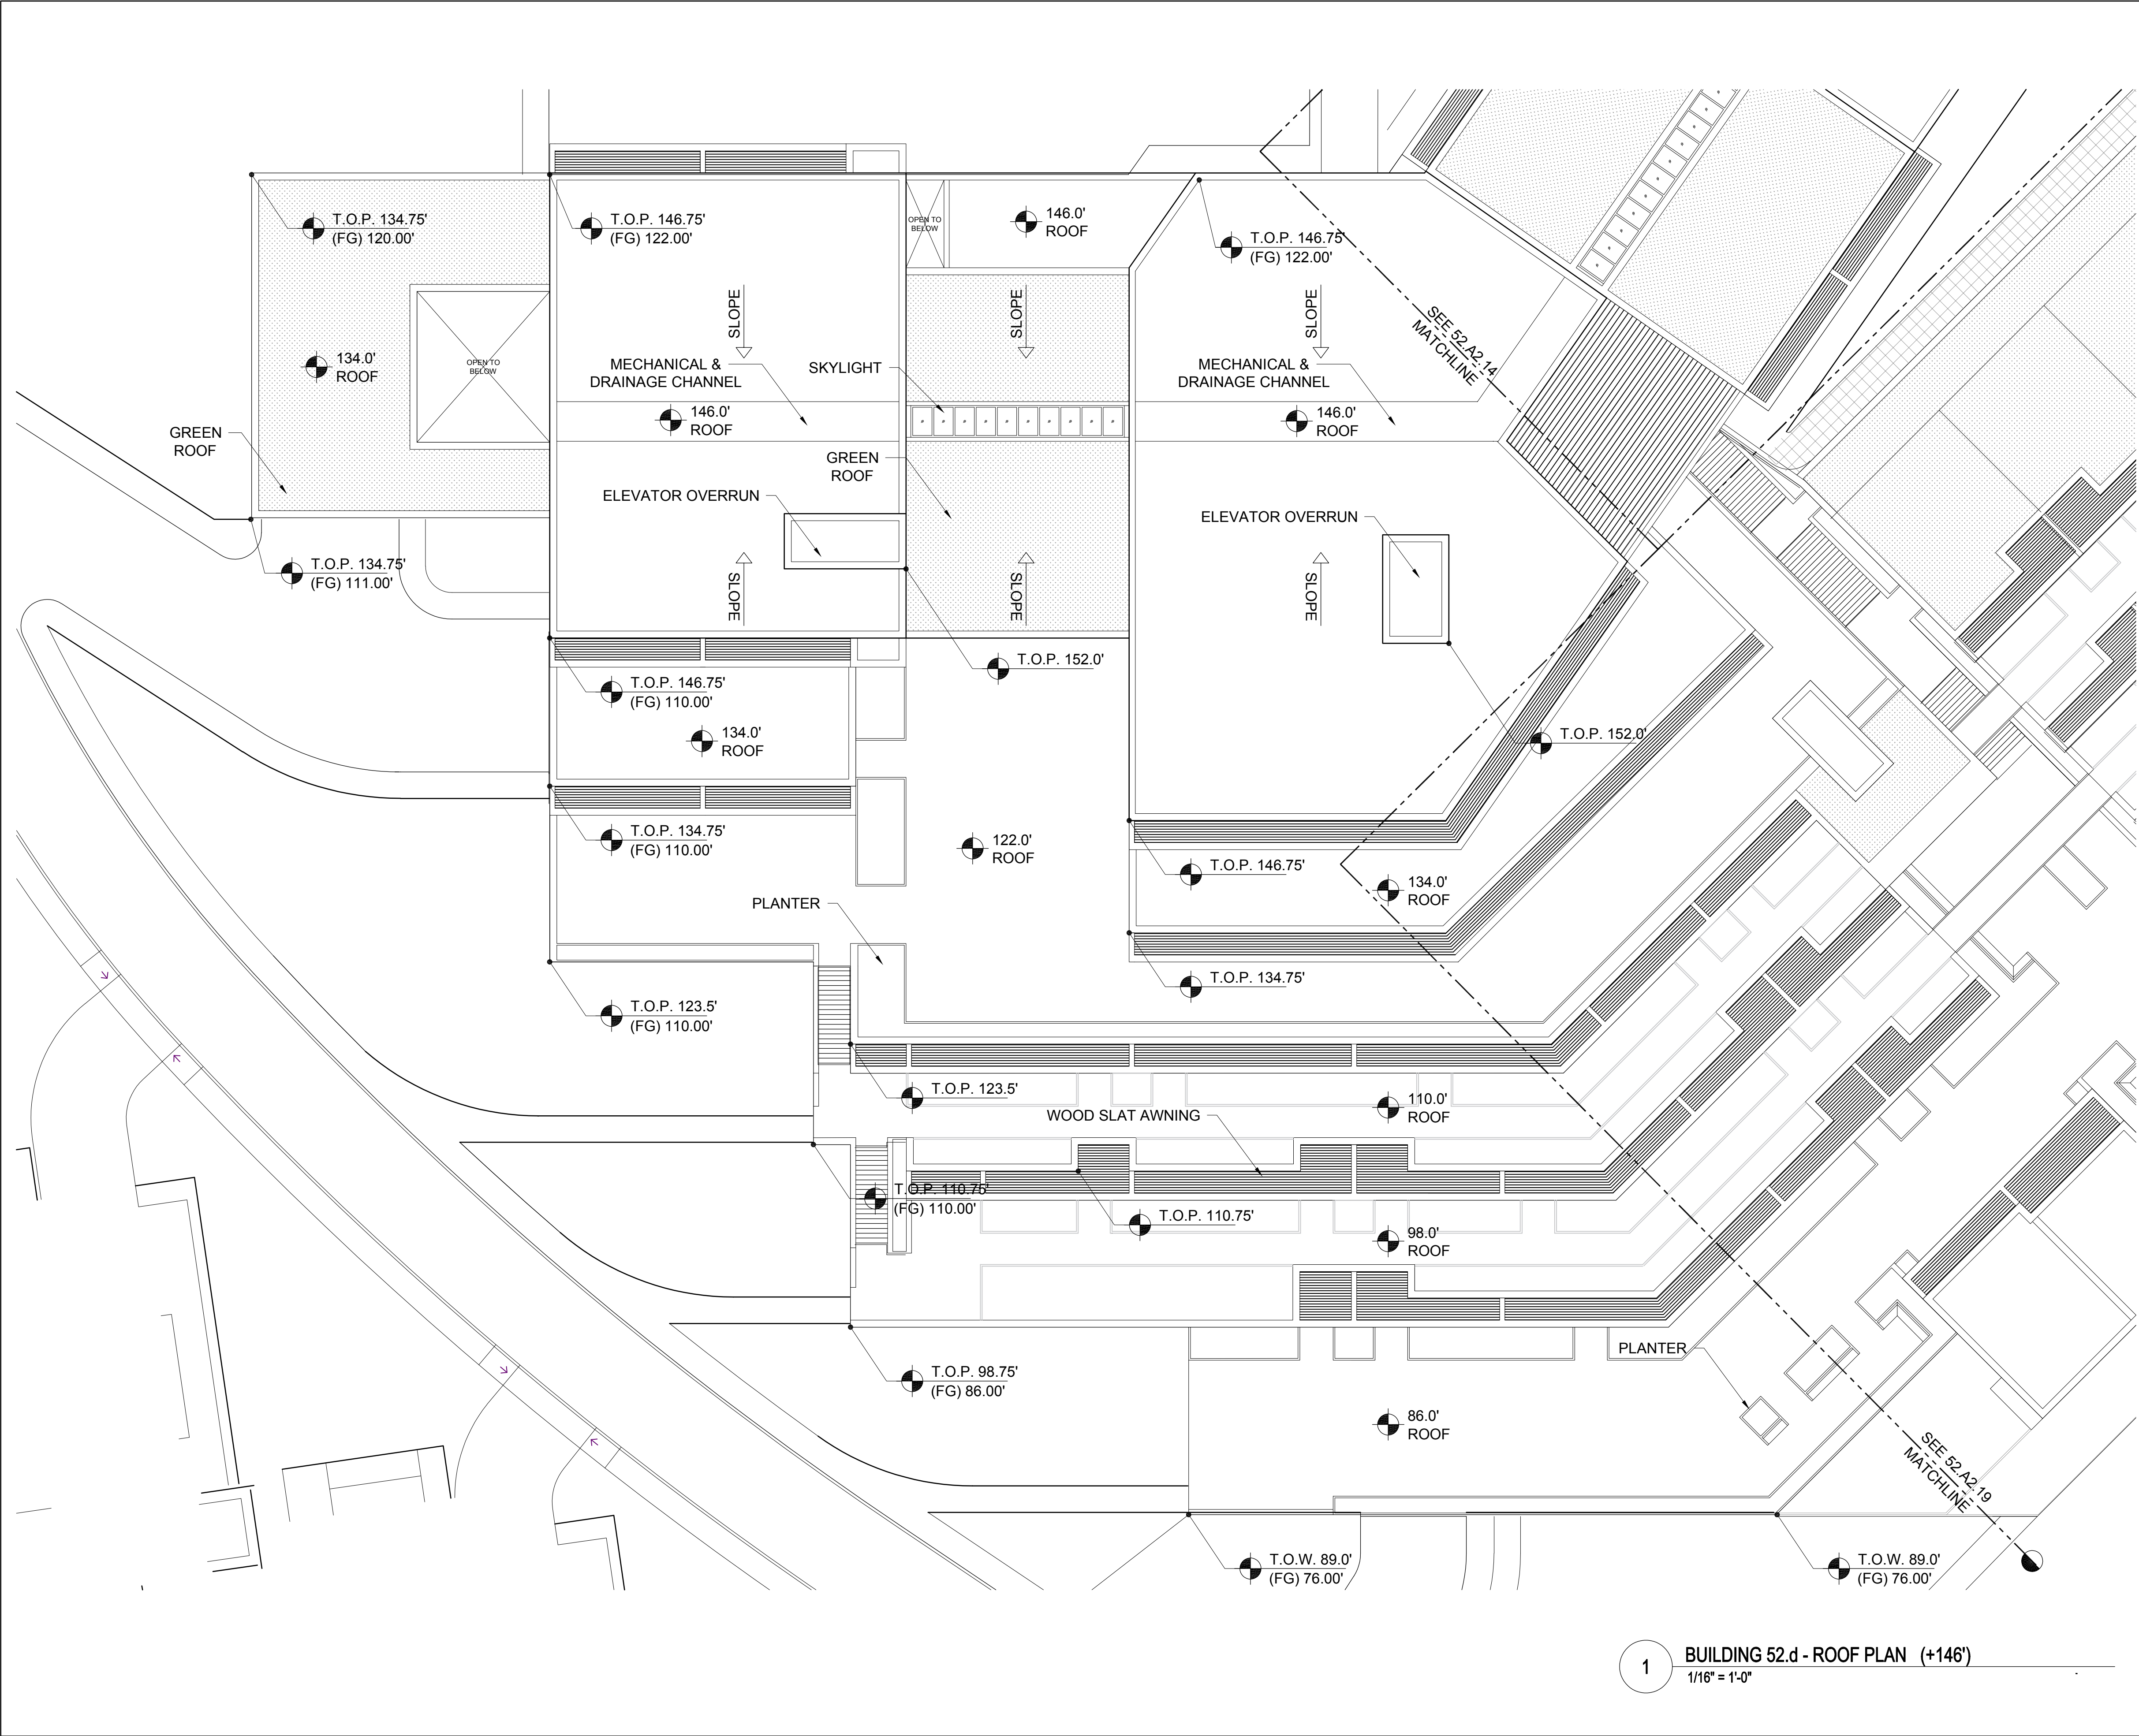 T.O.P. 134.75'
(FG) 120.00'
T.O.P. 146.75'
(FG) 122.00'
OPEN TO
BELOW
146.0'
ROOF
T.O.P. 146.75'
(FG) 122.00'
SLOPE
SLOPE
SLOPE
SEE 52.A2.14
MATCHLINE
134.0'
ROOF
OPEN TO
BELOW
MECHANICAL &
DRAINAGE CHANNEL
SKYLIGHT
MECHANICAL &
DRAINAGE CHANNEL
146.0'
ROOF
146.0'
ROOF
GREEN
ROOF
GREEN
ROOF
ELEVATOR OVERRUN
ELEVATOR OVERRUN
T.O.P. 134.75'
(FG) 111.00'
SLOPE
SLOPE
SLOPE
T.O.P. 152.0'
T.O.P. 146.75'
(FG) 110.00'
134.0'
ROOF
T.O.P. 152.0'
T.O.P. 134.75'
(FG) 110.00'
122.0'
ROOF
T.O.P. 146.75'
134.0'
ROOF
PLANTER
T.O.P. 134.75'
T.O.P. 123.5'
(FG) 110.00'
T.O.P. 123.5'
110.0'
ROOF
WOOD SLAT AWNING
T.O.P. 110.75'
(FG) 110.00'
T.O.P. 110.75'
98.0'
ROOF
PLANTER
T.O.P. 98.75'
(FG) 86.00'
86.0'
ROOF
SEE 52.A2.19
MATCHLINE
T.O.W. 89.0'
(FG) 76.00'
T.O.W. 89.0'
(FG) 76.00'
1
BUILDING 52.d - ROOF PLAN (+146')
1/16" = 1'-0"
-